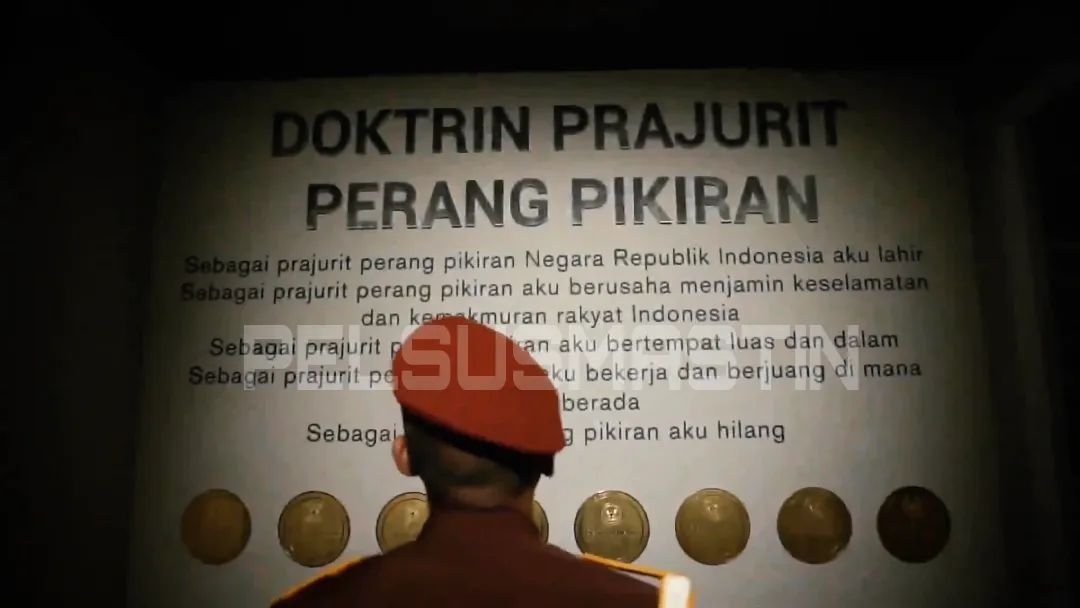 DOKTRIN PRAJURIT
PERANG PIKIRAN
Sebagai prajurit perang pikiran Negara Republik Indonesia aku lahir
Sebagai prajurit perang pikiran aku berusaha menjamin keselamatan
dan kemakmuran rakyat Indonesia
PELSUSMASTIN
Sebagai prajurit aku bertempat luas dan dalam
Sebagai prajurit aku bekerja dan berjuang di mana
berada
Sebagai pikiran aku hilang